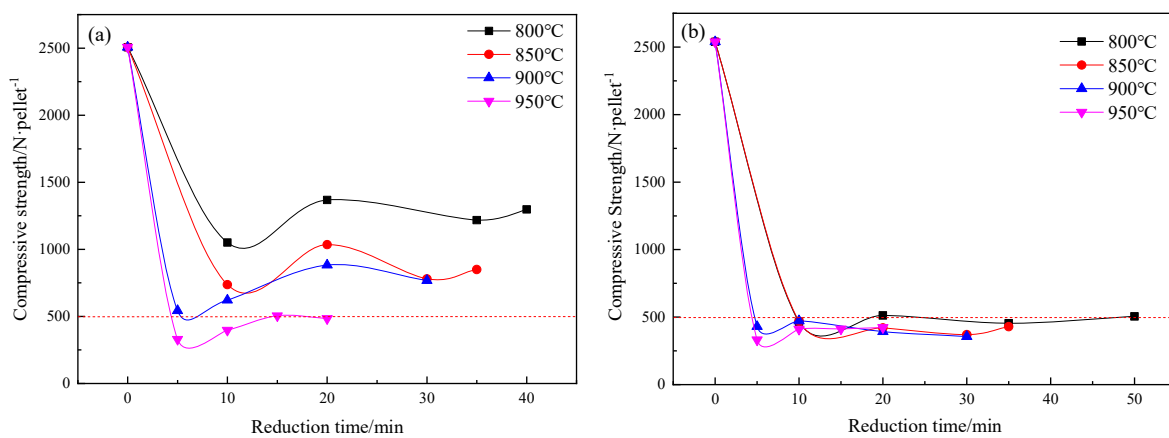 (a)
800℃
850℃
900℃
950℃
2500
2000
1500
1000
500
0
Compressive strength/N·pellet⁻¹
0 10 20 30 40
Reduction time/min
(b)
800℃
850℃
900℃
950℃
2500
2000
1500
1000
500
0
Compressive Strength/N·pellet⁻¹
0 10 20 30 40 50
Reduction time/min